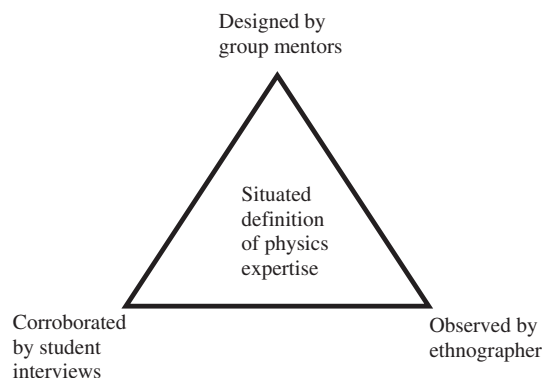 Designed by
group mentors
Situated
definition
of physics
expertise
Corroborated
by student
interviews
Observed by
ethnographer